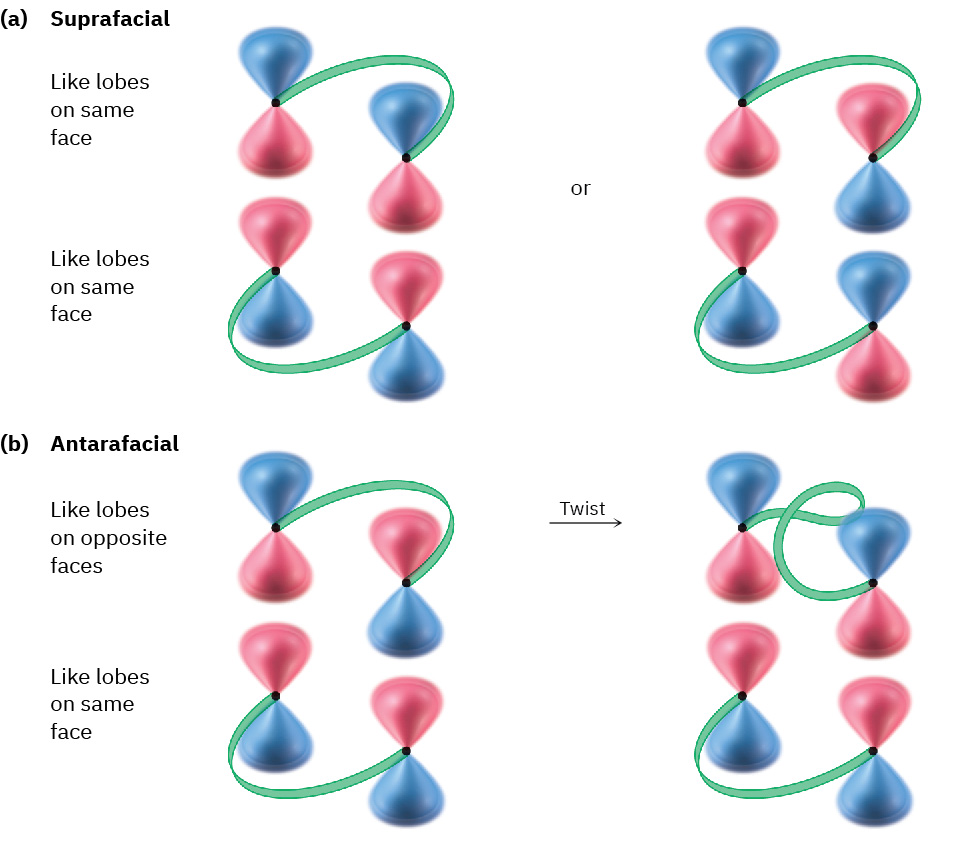 (a) Suprafacial
Like lobes
on same
face
or
Like lobes
on same
face
(b) Antarafacial
Like lobes
on opposite
faces
Twist
Like lobes
on same
face